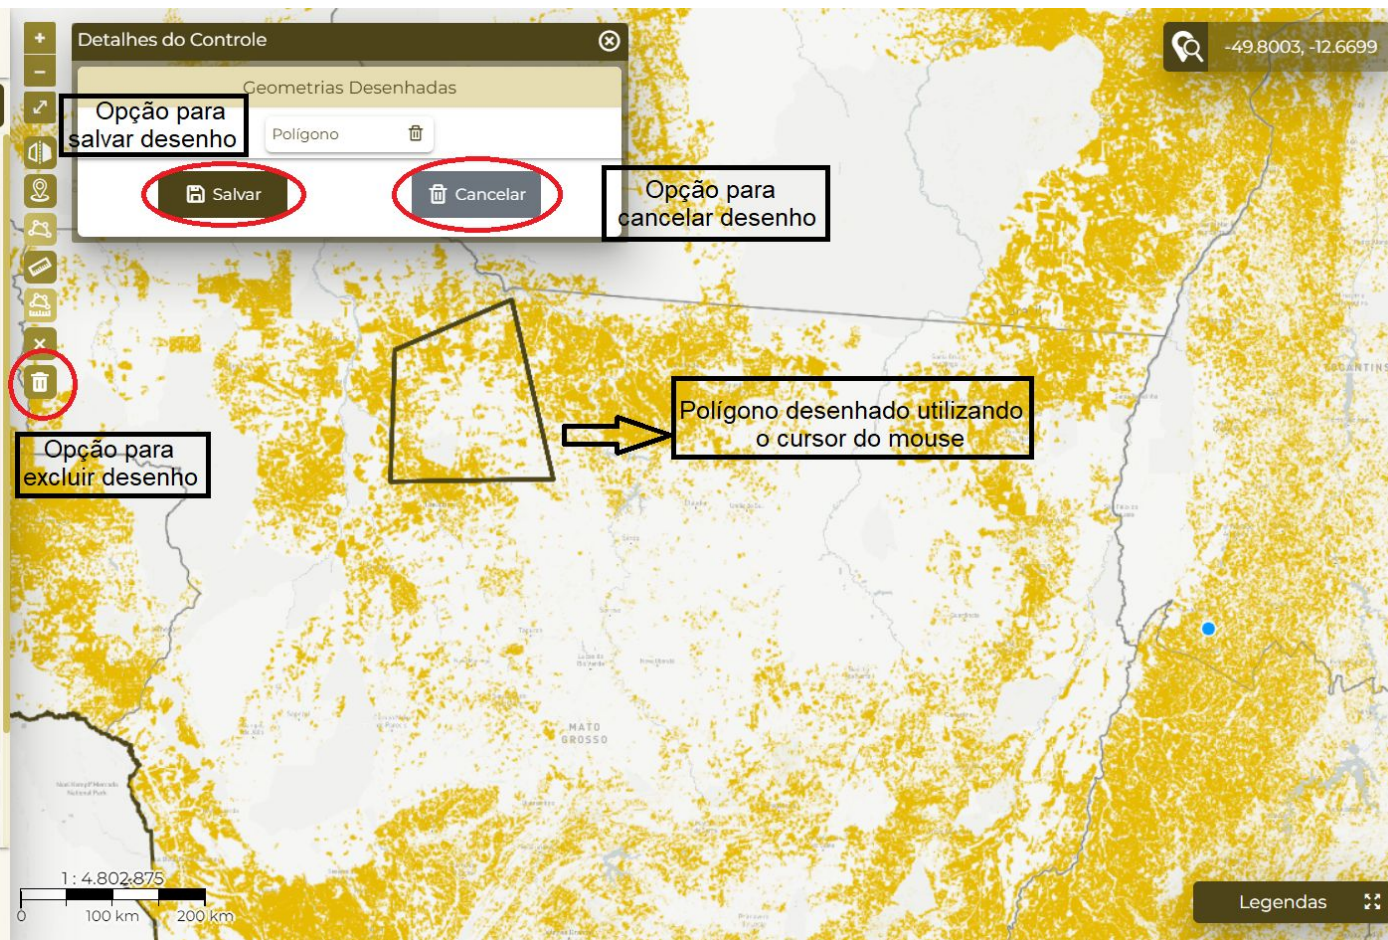 Detalhes do Controle
-49.8003, -12.6699
Geometrias Desenhadas
Opção para
salvar desenho
Polígono
Salvar
Cancelar
Opção para
cancelar desenho
Polígono desenhado utilizando
o cursor do mouse
Opção para
excluir desenho
MATO
GROSSO
1 : 4.802.875
0 100 km 200 km
Legendas